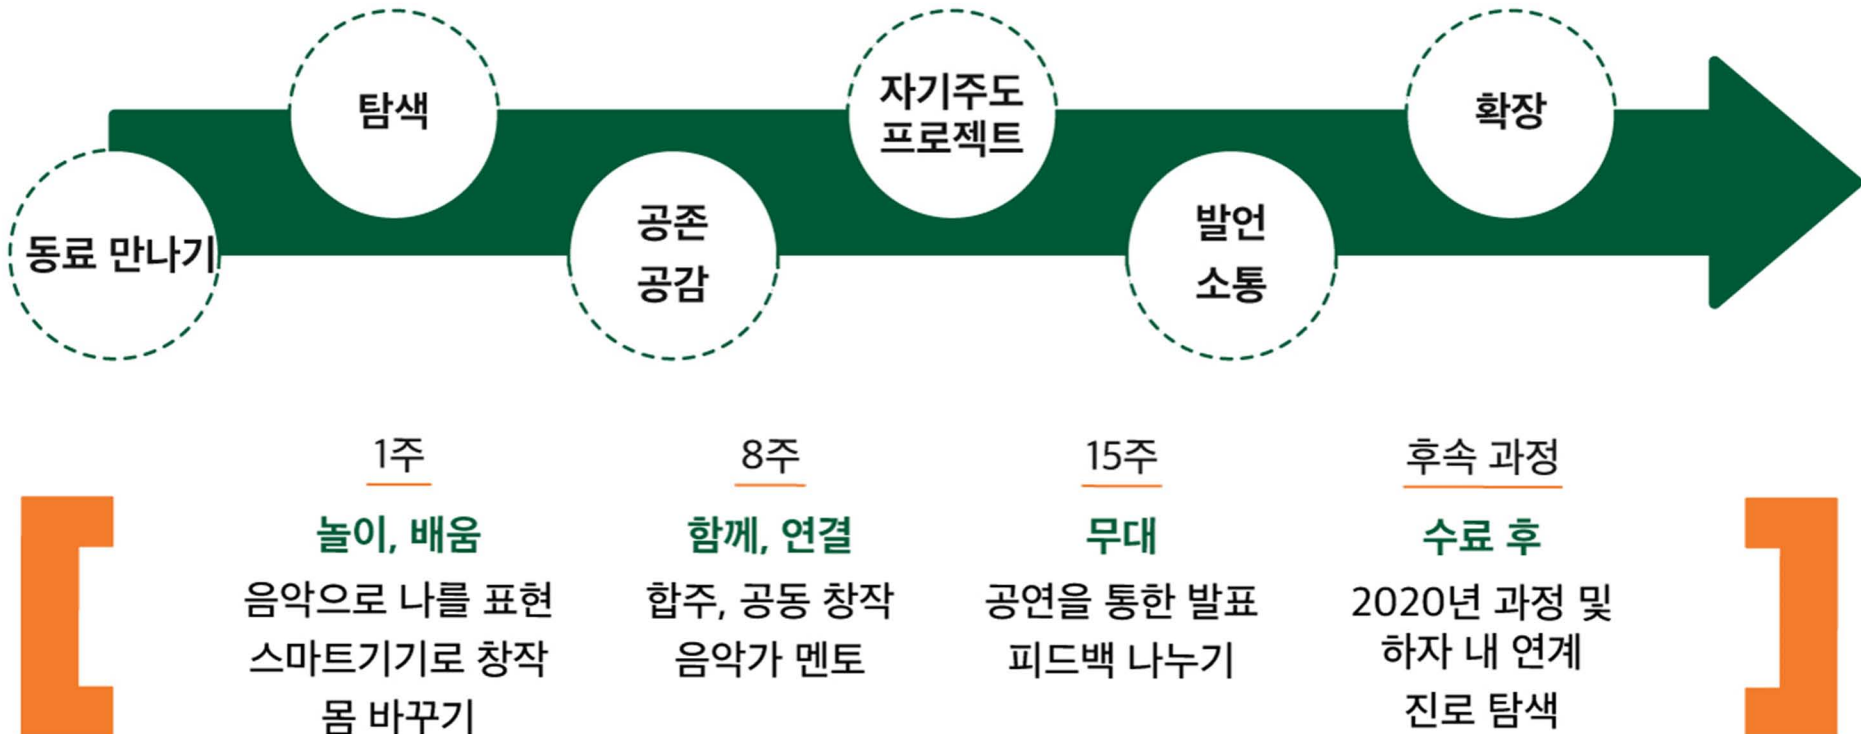 동료 만나기
탐색
공존
공감
자기주도
프로젝트
발언
소통
확장
1주
놀이, 배움
음악으로 나를 표현
스마트기기로 창작
몸 바꾸기
8주
함께, 연결
합주, 공동 창작
음악가 멘토
15주
무대
공연을 통한 발표
피드백 나누기
후속 과정
수료 후
2020년 과정 및
하자 내 연계
진로 탐색